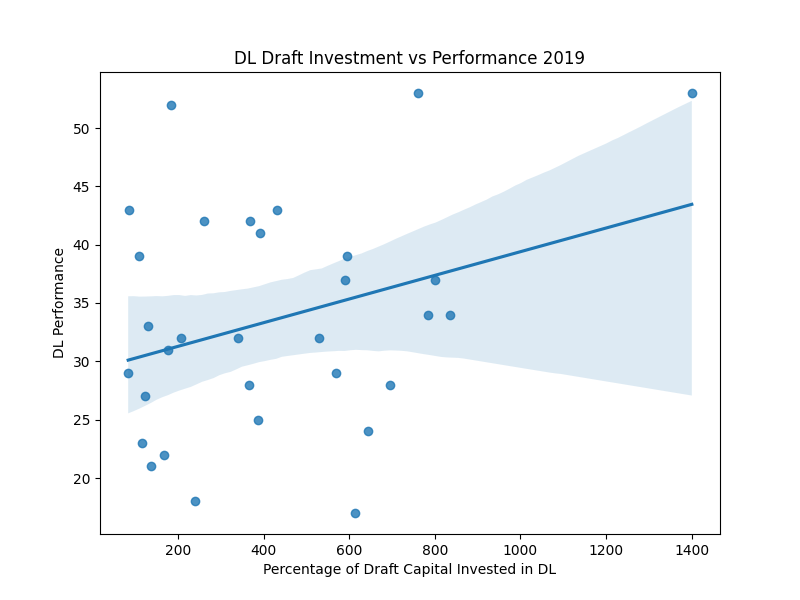 DL Draft Investment vs Performance 2019
50
45
40
35
30
25
20
DL Performance
200 400 600 800 1000 1200 1400
Percentage of Draft Capital Invested in DL